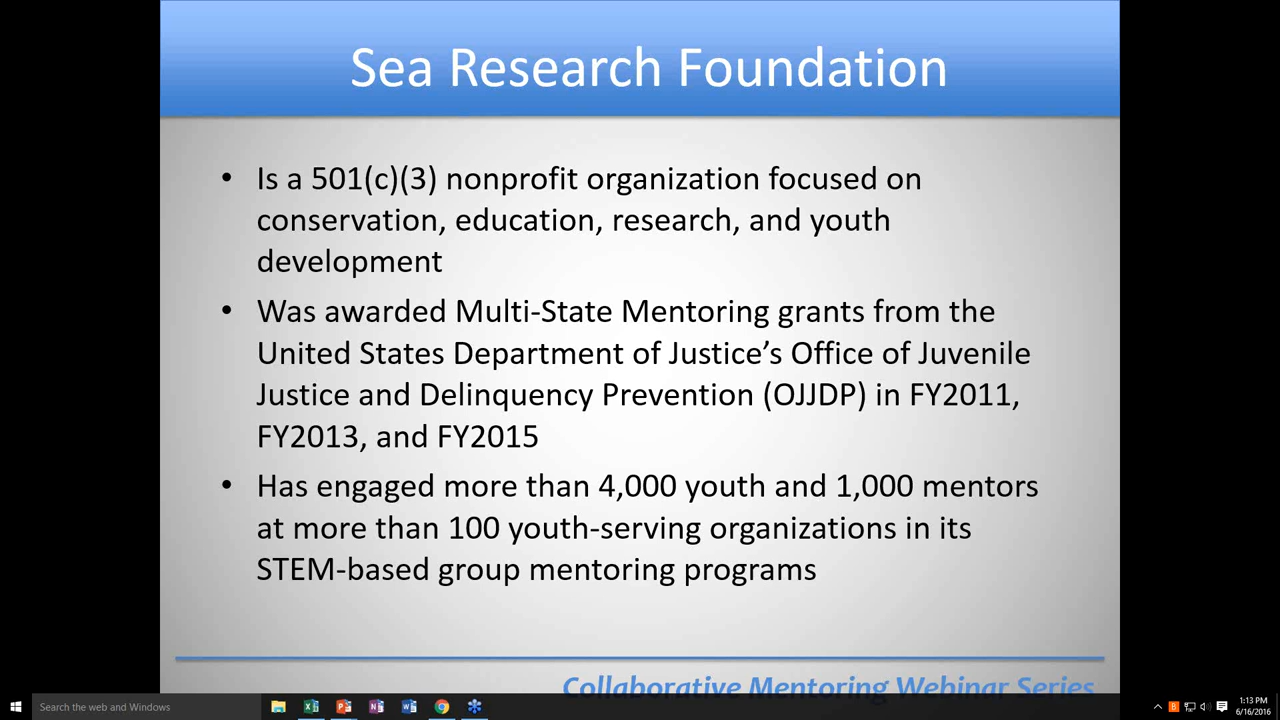 Sea Research Foundation
• Is a 501(c)(3) nonprofit organization focused on
conservation, education, research, and youth
development
• Was awarded Multi-State Mentoring grants from the
United States Department of Justice’s Office of Juvenile
Justice and Delinquency Prevention (OJJDP) in FY2011,
FY2013, and FY2015
• Has engaged more than 4,000 youth and 1,000 mentors
at more than 100 youth-serving organizations in its
STEM-based group mentoring programs
Collaborative Mentoring Webinar Series
Search the web and Windows
1:13 PM
6/16/2016